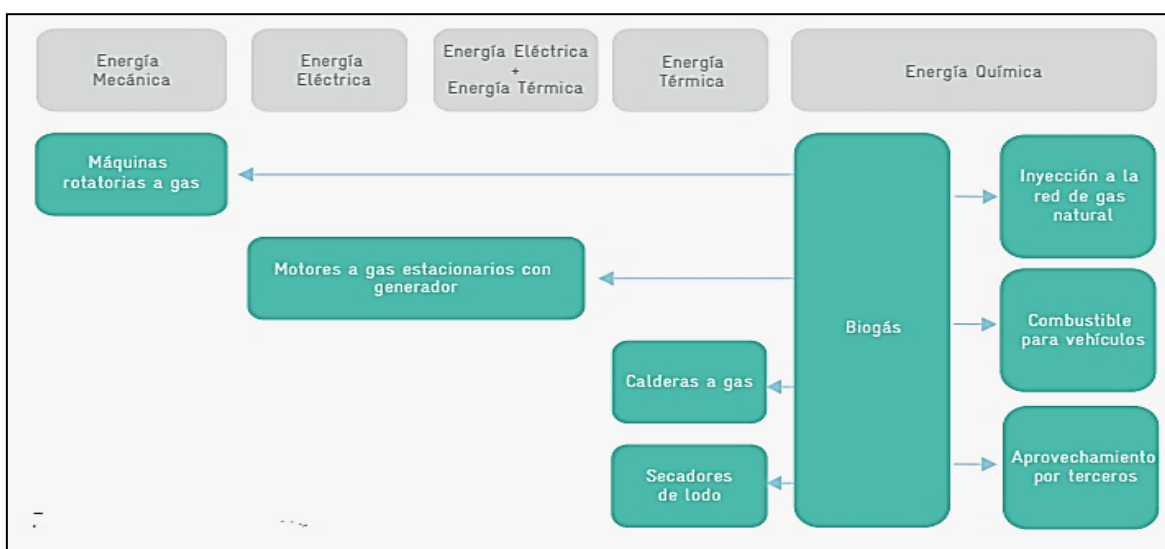 Energía
Mecánica
Energía
Eléctrica
Energía Eléctrica
+
Energía Térmica
Energía
Térmica
Energía Química
Máquinas
rotatorias a gas
Motores a gas estacionarios con
generador
Calderas a gas
Secadores
de lodo
Biogás
Inyección a la
red de gas
natural
Combustible
para vehículos
Aprovechamiento
por terceros